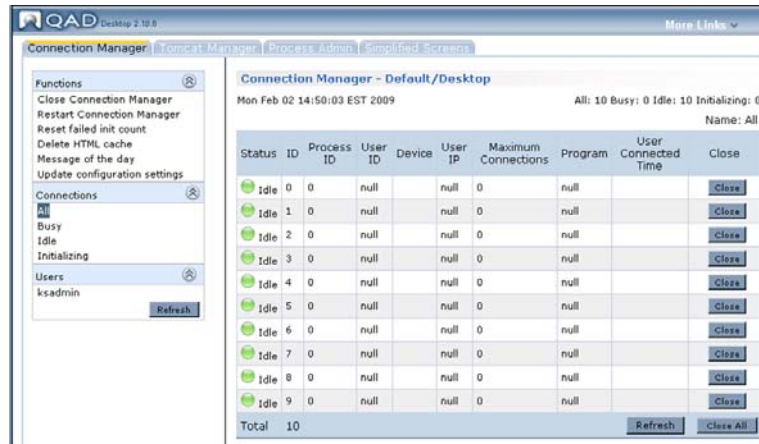 QAD Desktop 2.10.8
More Links
Connection Manager Tomcat Manager Process Admin Simplified Screens
Functions
Close Connection Manager
Restart Connection Manager
Reset failed init count
Delete HTML cache
Message of the day
Update configuration settings
Connections
All
Busy
Idle
Initializing
Users
ksadmin
Refresh
Connection Manager - Default/Desktop
Mon Feb 02 14:50:03 EST 2009 All: 10 Busy: 0 Idle: 10 Initializing: 0
Name: All
Status ID Process ID User ID Device User IP Maximum Connections Program User Connected Time Close
Idle 0 0 null null 0 null Close
Idle 1 0 null null 0 null Close
Idle 2 0 null null 0 null Close
Idle 3 0 null null 0 null Close
Idle 4 0 null null 0 null Close
Idle 5 0 null null 0 null Close
Idle 6 0 null null 0 null Close
Idle 7 0 null null 0 null Close
Idle 8 0 null null 0 null Close
Idle 9 0 null null 0 null Close
Total 10 Refresh Close All